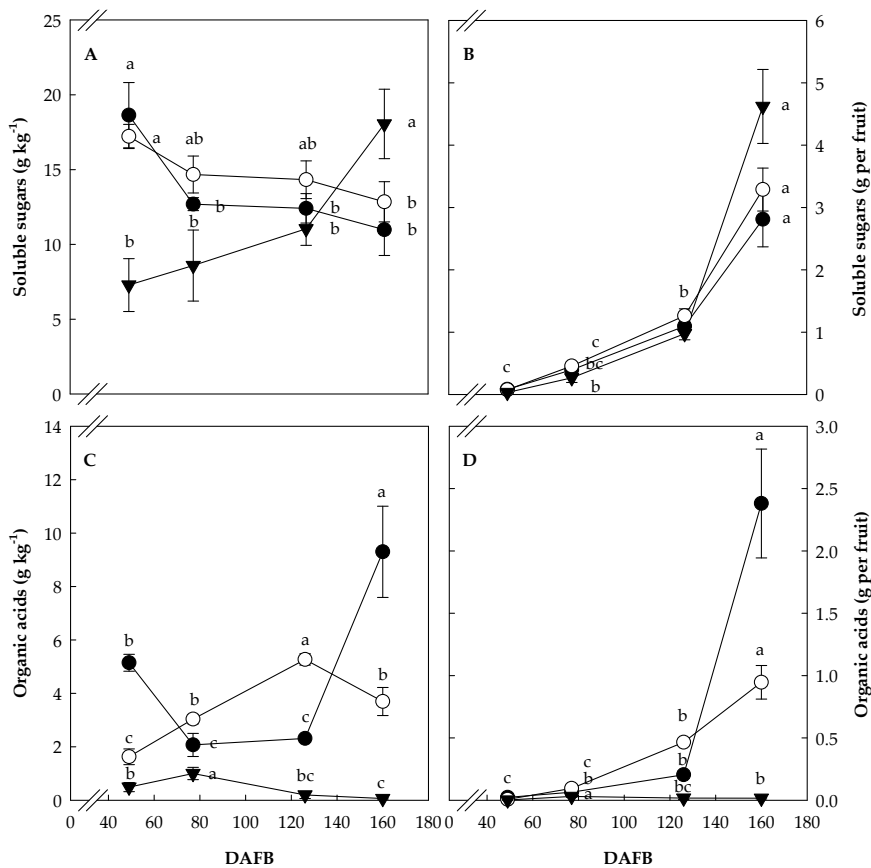 A
B
25
20
15
10
5
0
Soluble sugars (g kg⁻¹)
a
a
ab
ab
a
b
b
b
b
b
b
b
b
6
5
4
3
2
1
0
Soluble sugars (g per fruit)
a
a
a
b
c
bc
b
c
C
D
14
12
10
8
6
4
2
0
Organic acids (g kg⁻¹)
a
b
a
b
b
c
c
c
b
a
bc
c
3.0
2.5
2.0
1.5
1.0
0.5
0.0
Organic acids (g per fruit)
a
a
b
c
b
b
c
a
bc
b
0 40 60 80 100 120 140 160 180
0 40 60 80 100 120 140 160 180
DAFB
DAFB